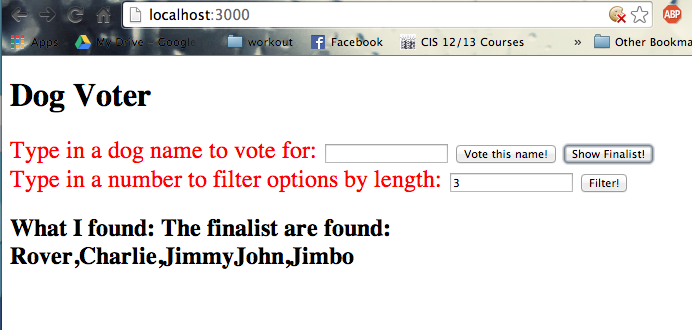 localhost:3000
ABP
Apps My Drive - Google workout Facebook CIS 12/13 Courses » Other Bookma
Dog Voter
Type in a dog name to vote for: Vote this name! Show Finalist!
Type in a number to filter options by length: 3 Filter!
What I found: The finalist are found:
Rover,Charlie,JimmyJohn,Jimbo